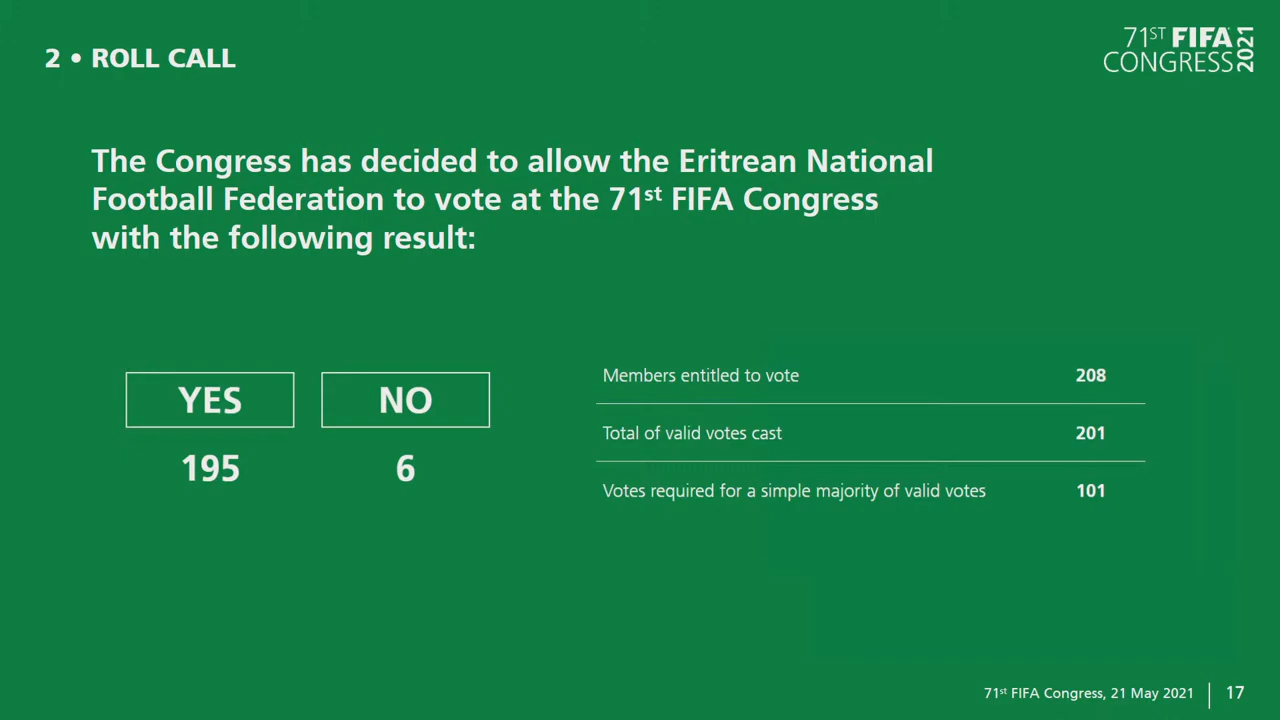 2 • ROLL CALL
71ST FIFA
CONGRESS
2021
The Congress has decided to allow the Eritrean National
Football Federation to vote at the 71st FIFA Congress
with the following result:
YES NO
195 6
Members entitled to vote 208
Total of valid votes cast 201
Votes required for a simple majority of valid votes 101
71st FIFA Congress, 21 May 2021 17